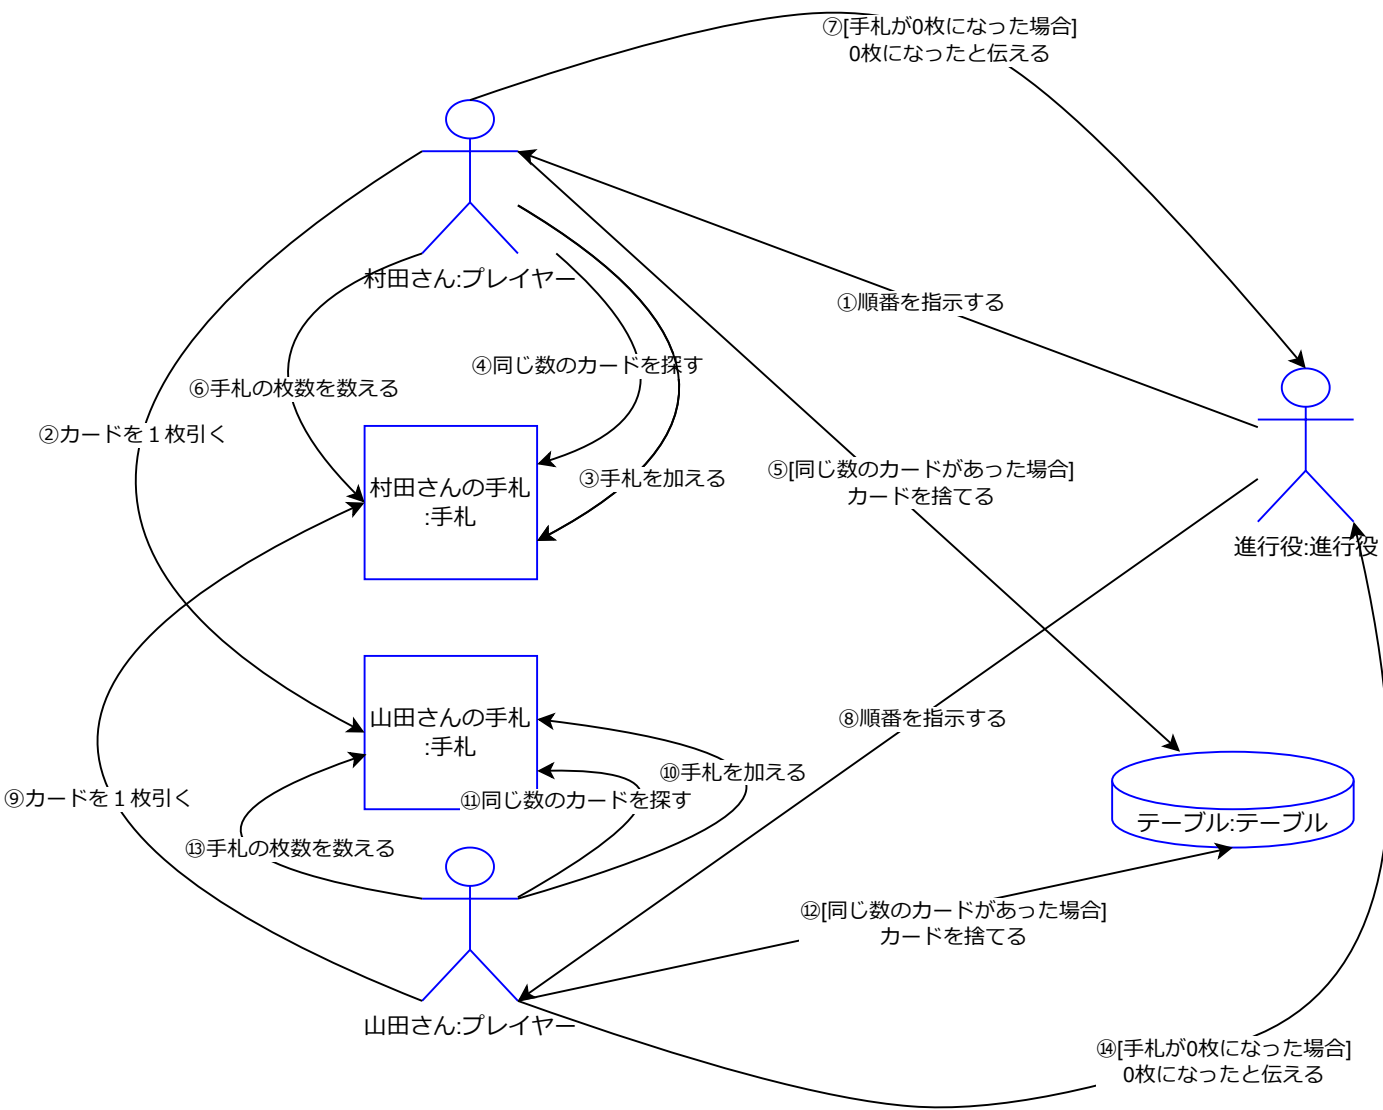 ⑦[手札が0枚になった場合]
0枚になったと伝える
村田さん:プレイヤー
①順番を指示する
④同じ数のカードを探す
⑥手札の枚数を数える
②カードを１枚引く
⑤[同じ数のカードがあった場合]
カードを捨てる
③手札を加える
村田さんの手札
:手札
進行役:進行役
山田さんの手札
:手札
⑧順番を指示する
⑩手札を加える
⑨カードを１枚引く
⑪同じ数のカードを探す
テーブル:テーブル
⑬手札の枚数を数える
⑫[同じ数のカードがあった場合]
カードを捨てる
山田さん:プレイヤー
⑭[手札が0枚になった場合]
0枚になったと伝える